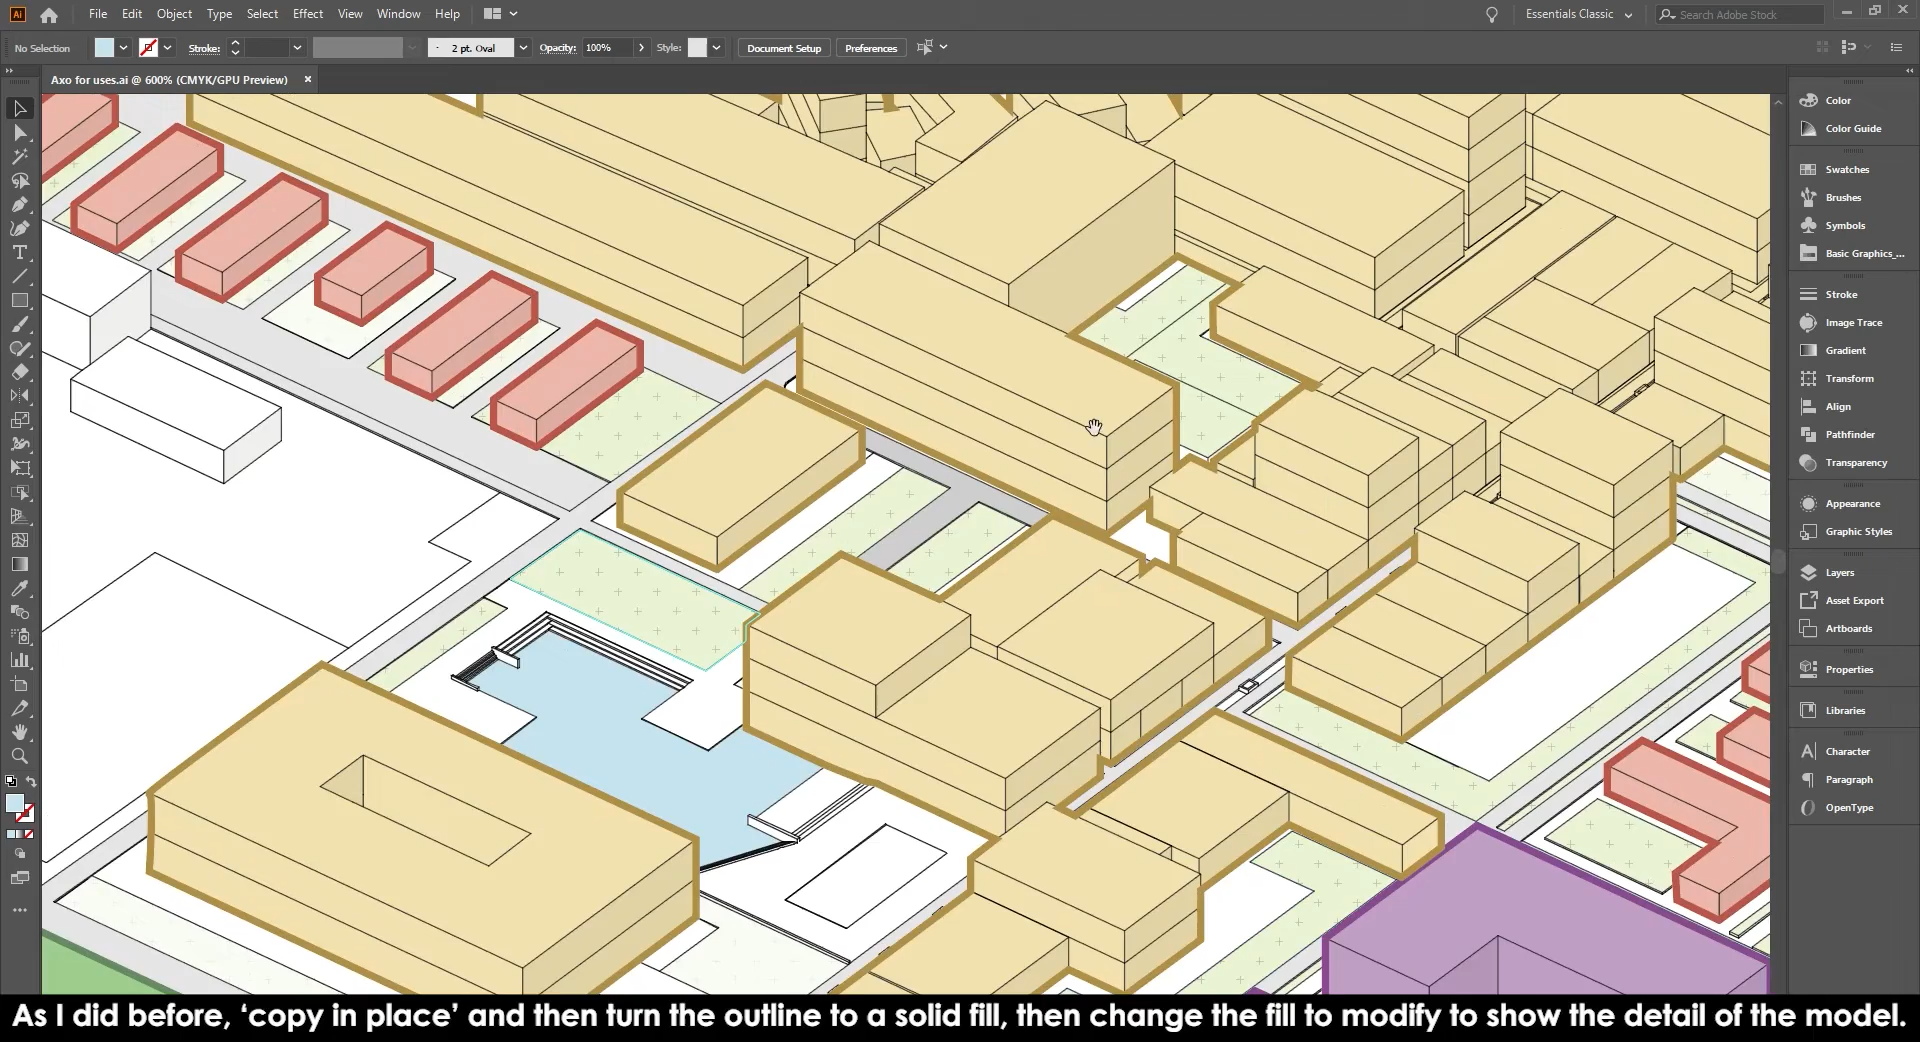 Ai File Edit Object Type Select Effect View Window Help Essentials Classic Search Adobe Stock
No Selection Stroke: 2 pt. Oval Opacity: 100% Style: Document Setup Preferences
Axo for uses.ai @ 600% (CMYK/GPU Preview)
Color
Color Guide
Swatches
Brushes
Symbols
Basic Graphics_...
Stroke
Image Trace
Gradient
Transform
Align
Pathfinder
Transparency
Appearance
Graphic Styles
Layers
Asset Export
Artboards
Properties
Libraries
Character
Paragraph
OpenType
As I did before, ‘copy in place’ and then turn the outline to a solid fill, then change the fill to modify to show the detail of the model.